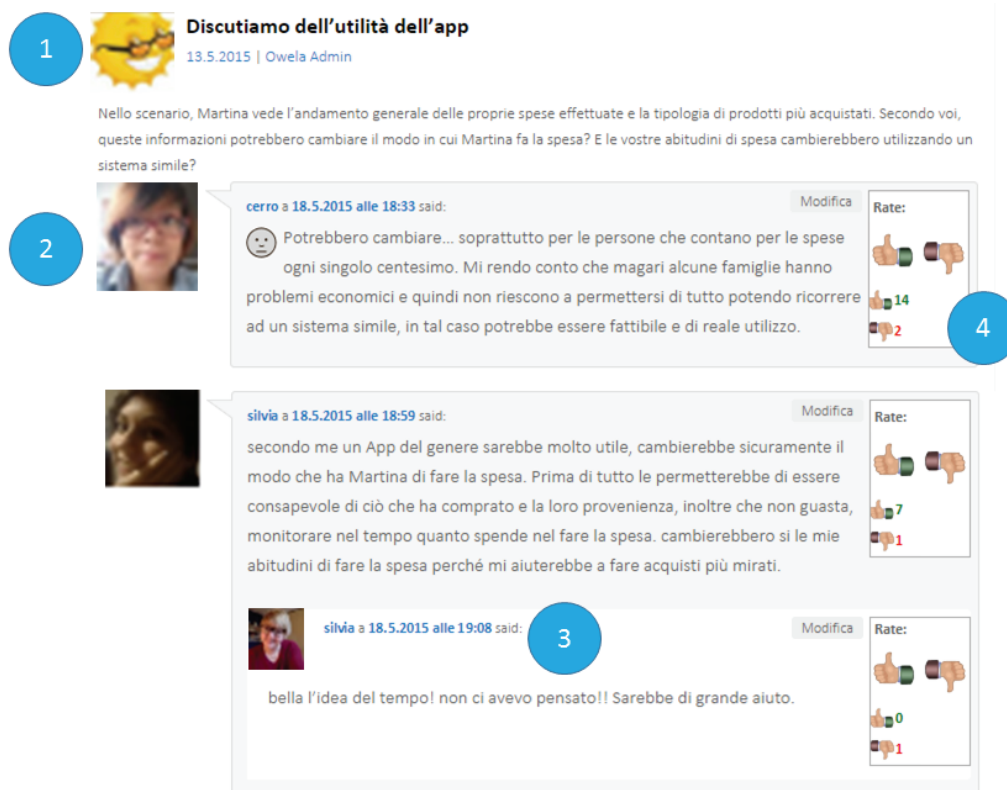 1
Discutiamo dell'utilità dell'app
13.5.2015 | Owela Admin
Nello scenario, Martina vede l'andamento generale delle proprie spese effettuate e la tipologia di prodotti più acquistati. Secondo voi,
queste informazioni potrebbero cambiare il modo in cui Martina fa la spesa? E le vostre abitudini di spesa cambierebbero utilizzando un
sistema simile?
2
cerro a 18.5.2015 alle 18:33 said:
Modifica
Rate:
Potrebbero cambiare... soprattutto per le persone che contano per le spese
ogni singolo centesimo. Mi rendo conto che magari alcune famiglie hanno
problemi economici e quindi non riescono a permettersi di tutto potendo ricorrere
ad un sistema simile, in tal caso potrebbe essere fattibile e di reale utilizzo.
14
2
4
silvia a 18.5.2015 alle 18:59 said:
Modifica
Rate:
secondo me un App del genere sarebbe molto utile, cambierebbe sicuramente il
modo che ha Martina di fare la spesa. Prima di tutto le permetterebbe di essere
consapevole di ciò che ha comprato e la loro provenienza, inoltre che non guasta,
monitorare nel tempo quanto spende nel fare la spesa. cambierebbero si le mie
abitudini di fare la spesa perché mi aiuterebbe a fare acquisti più mirati.
7
1
silvia a 18.5.2015 alle 19:08 said:
3
Modifica
Rate:
bella l'idea del tempo! non ci avevo pensato!! Sarebbe di grande aiuto.
0
1